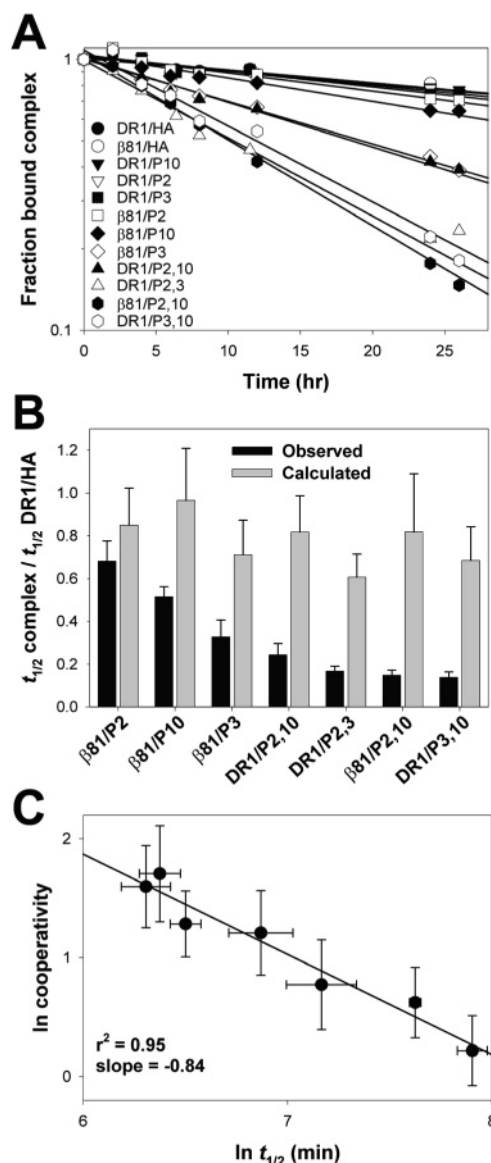 A
Fraction bound complex
1
0.1
DR1/HA
β81/HA
DR1/P10
DR1/P2
DR1/P3
β81/P2
β81/P10
β81/P3
DR1/P2,10
DR1/P2,3
β81/P2,10
DR1/P3,10
0 5 10 15 20 25
Time (hr)
B
t1/2 complex / t1/2 DR1/HA
1.2
1.0
0.8
0.6
0.4
0.2
0.0
Observed
Calculated
β81/P2
β81/P10
β81/P3
DR1/P2,10
DR1/P2,3
β81/P2,10
DR1/P3,10
C
ln cooperativity
2
1
0
r² = 0.95
slope = -0.84
6 7 8
ln t1/2 (min)